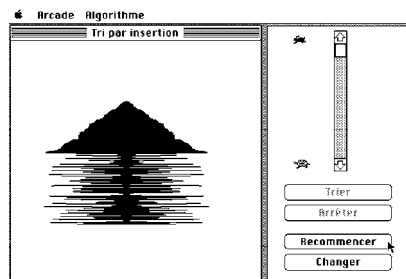 Arcade Algorithme
Tri par insertion
Trier
Arrêter
Recommencer
Changer